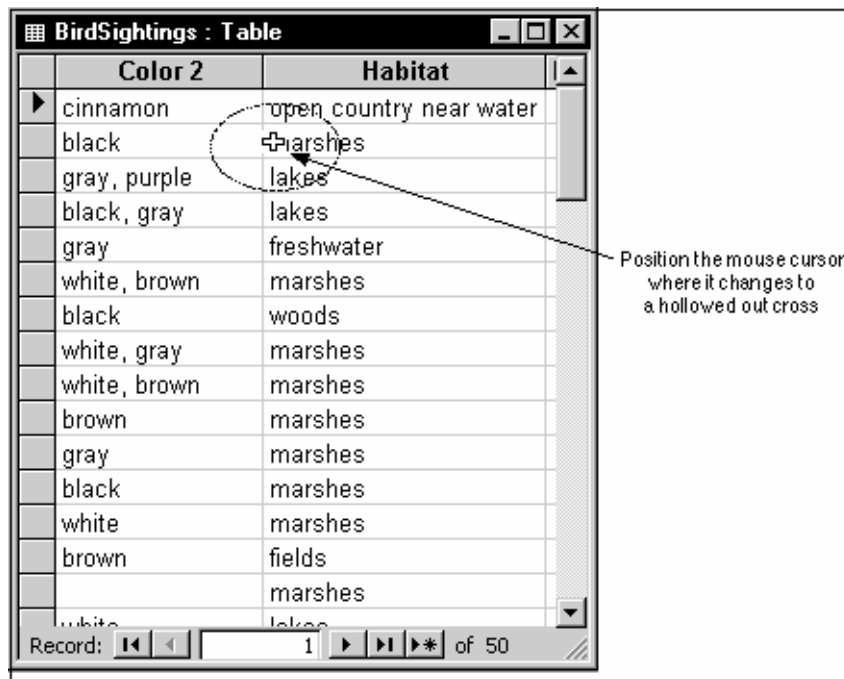 BirdSightings : Table
Color 2 Habitat
cinnamon open country near water
black marshes
gray, purple lakes
black, gray lakes
gray freshwater
white, brown marshes
black woods
white, gray marshes
white, brown marshes
brown marshes
gray marshes
black marshes
white marshes
brown fields
marshes
white lakes
Record: 1 of 50
Position the mouse cursor
where it changes to
a hollowed out cross